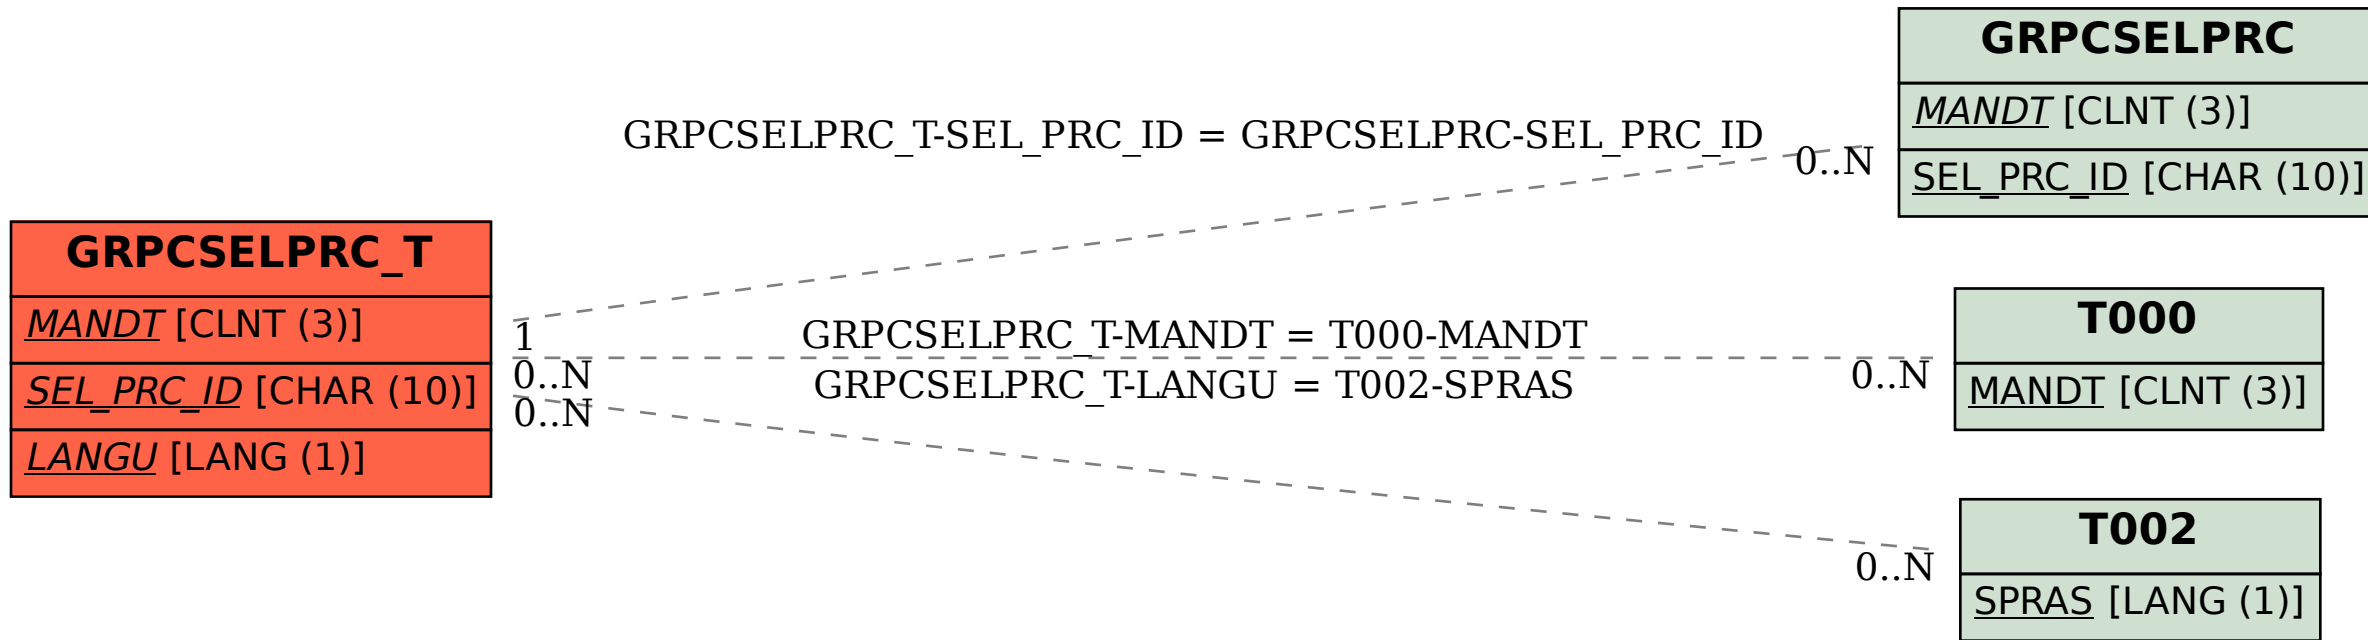 GRPCSELPRC
MANDT [CLNT (3)]
SEL_PRC_ID [CHAR (10)]
GRPCSELPRC_T-SEL_PRC_ID = GRPCSELPRC-SEL_PRC_ID
0..N
GRPCSELPRC_T
MANDT [CLNT (3)]
SEL_PRC_ID [CHAR (10)]
LANGU [LANG (1)]
1
0..N
0..N
GRPCSELPRC_T-MANDT = T000-MANDT
GRPCSELPRC_T-LANGU = T002-SPRAS
0..N
T000
MANDT [CLNT (3)]
0..N
T002
SPRAS [LANG (1)]